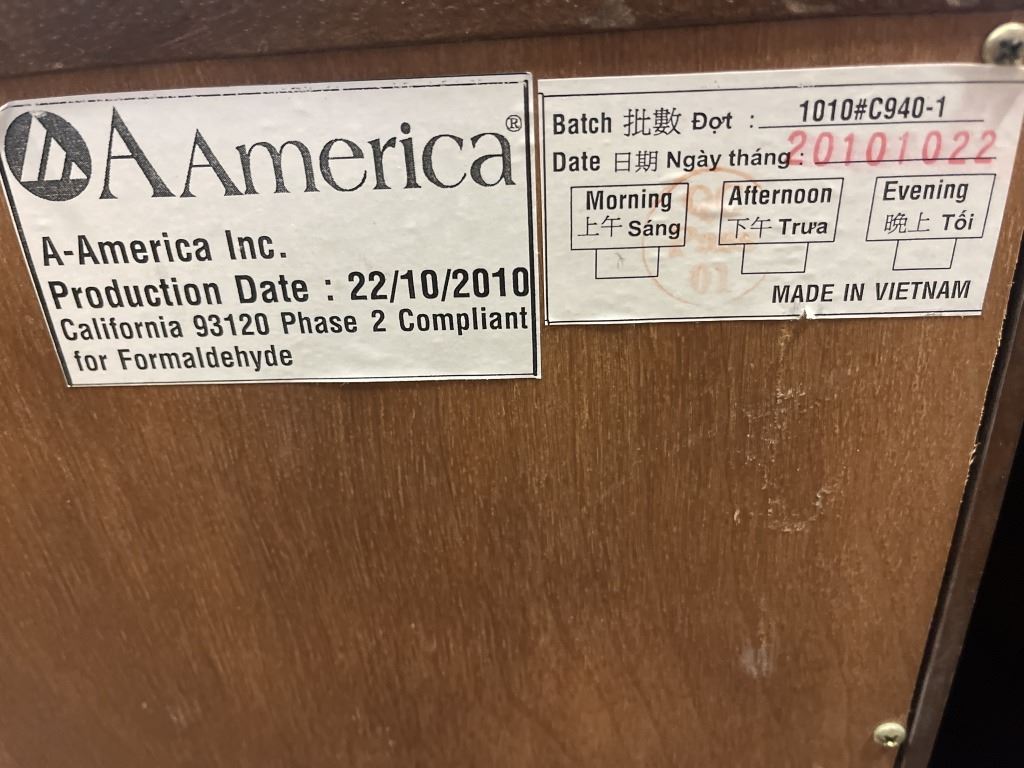 A America®
A-America Inc.
Production Date : 22/10/2010
California 93120 Phase 2 Compliant
for Formaldehyde
Batch 批數 Đợt : 1010#C940-1
Date 日期 Ngày tháng : 20101022
Morning
上午 Sáng
Afternoon
下午 Trưa
Evening
晚上 Tối
01
MADE IN VIETNAM